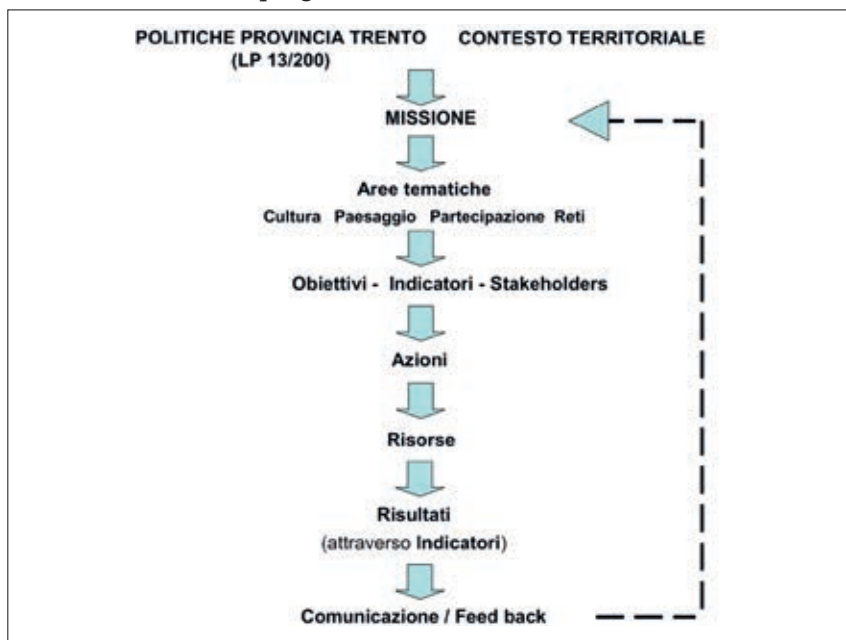 POLITICHE PROVINCIA TRENTO CONTESTO TERRITORIALE
(LP 13/200)
MISSIONE
Aree tematiche
Cultura Paesaggio Partecipazione Reti
Obiettivi - Indicatori - Stakeholders
Azioni
Risorse
Risultati
(attraverso Indicatori)
Comunicazione / Feed back